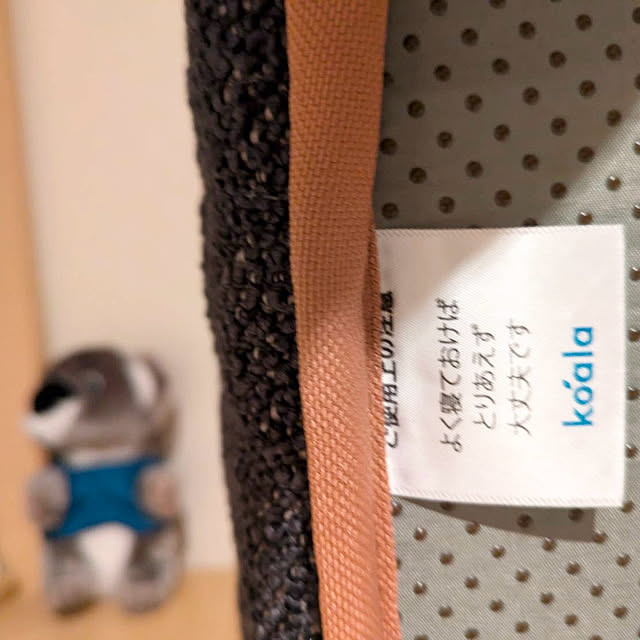 ご使用上の注意
よく寝ておけば
とりあえず
大丈夫です
kóala